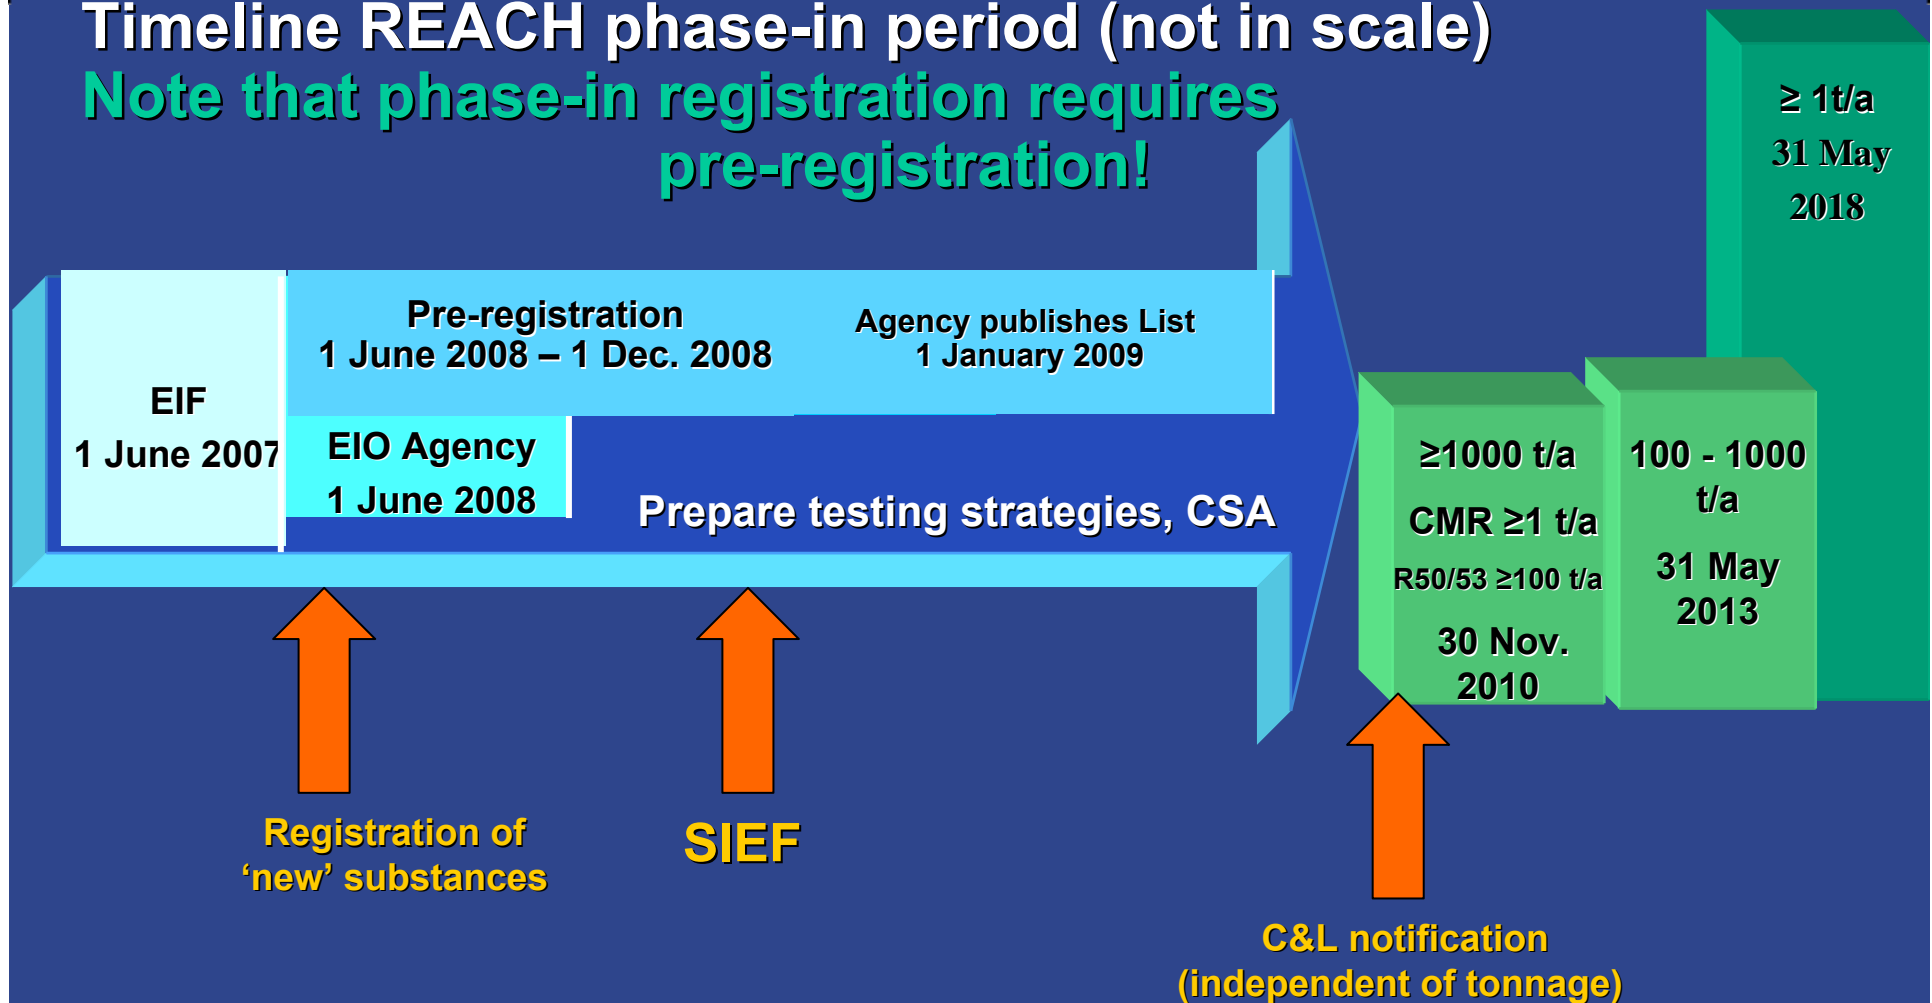 Timeline REACH phase-in period (not in scale)
Note that phase-in registration requires
pre-registration!
≥ 1t/a
31 May
2018
Pre-registration
1 June 2008 – 1 Dec. 2008
Agency publishes List
1 January 2009
EIF
1 June 2007
EIO Agency
1 June 2008
Prepare testing strategies, CSA
≥1000 t/a
CMR ≥1 t/a
R50/53 ≥100 t/a
30 Nov.
2010
100 - 1000
t/a
31 May
2013
Registration of
‘new’ substances
SIEF
C&L notification
(independent of tonnage)